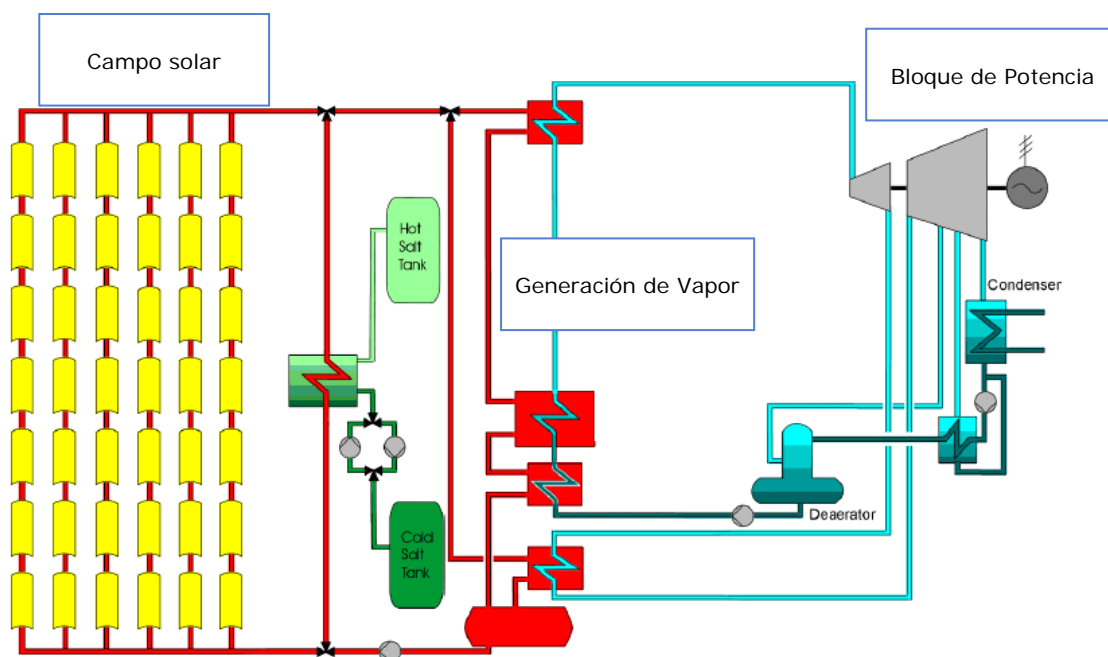 Campo solar
Bloque de Potencia
Hot
Salt
Tank
Generación de Vapor
Condenser
Deaerator
Cold
Salt
Tank